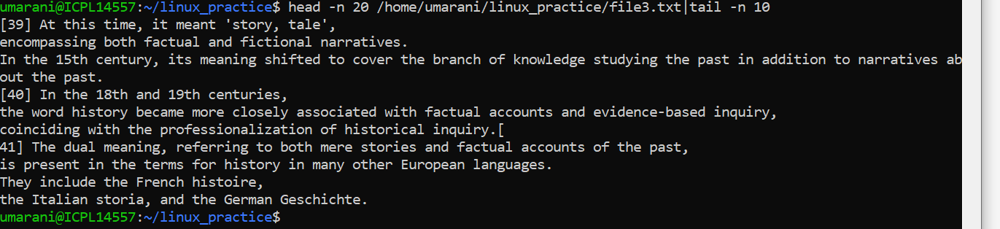 umarani@ICPL14557:~/linux_practice$ head -n 20 /home/umarani/linux_practice/file3.txt|tail -n 10
[39] At this time, it meant 'story, tale',
encompassing both factual and fictional narratives.
In the 15th century, its meaning shifted to cover the branch of knowledge studying the past in addition to narratives ab
out the past.
[40] In the 18th and 19th centuries,
the word history became more closely associated with factual accounts and evidence-based inquiry,
coinciding with the professionalization of historical inquiry.[
41] The dual meaning, referring to both mere stories and factual accounts of the past,
is present in the terms for history in many other European languages.
They include the French histoire,
the Italian storia, and the German Geschichte.
umarani@ICPL14557:~/linux_practice$